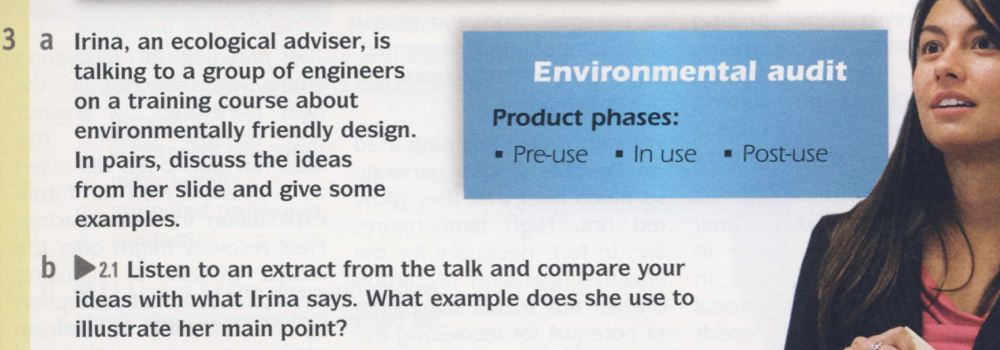 3 a Irina, an ecological adviser, is
talking to a group of engineers
on a training course about
environmentally friendly design.
In pairs, discuss the ideas
from her slide and give some
examples.
Environmental audit
Product phases:
▪ Pre-use ▪ In use ▪ Post-use
b ▶2.1 Listen to an extract from the talk and compare your
ideas with what Irina says. What example does she use to
illustrate her main point?